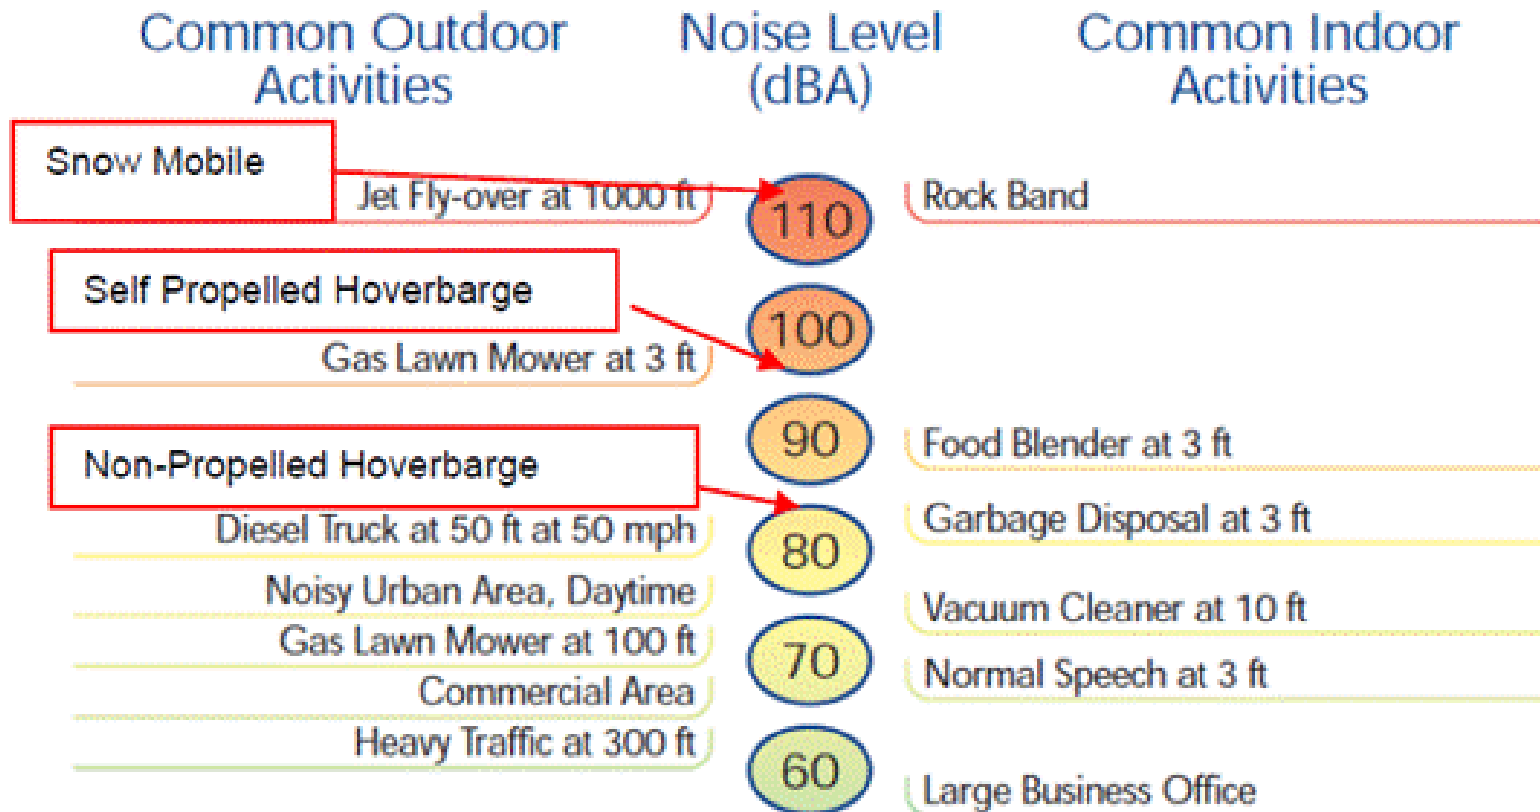 Common Outdoor
Activities
Noise Level
(dBA)
Common Indoor
Activities
Snow Mobile
Jet Fly-over at 1000 ft
110
Rock Band
Self Propelled Hoverbarge
100
Gas Lawn Mower at 3 ft
90
Food Blender at 3 ft
Non-Propelled Hoverbarge
Diesel Truck at 50 ft at 50 mph
Garbage Disposal at 3 ft
80
Noisy Urban Area, Daytime
Vacuum Cleaner at 10 ft
Gas Lawn Mower at 100 ft
70
Normal Speech at 3 ft
Commercial Area
Heavy Traffic at 300 ft
60
Large Business Office